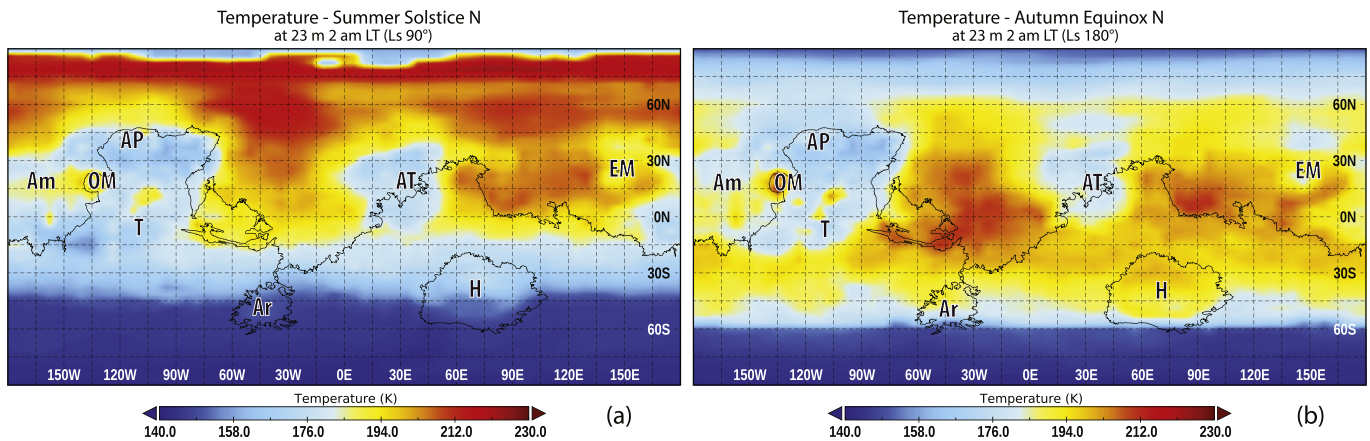 Temperature - Summer Solstice N
at 23 m 2 am LT (Ls 90°)
60N
AP
30N
Am
OM
AT
EM
0N
T
30S
H
Ar
60S
150W 120W 90W 60W 30W 0E 30E 60E 90E 120E 150E
Temperature (K)
140.0 158.0 176.0 194.0 212.0 230.0
(a)
Temperature - Autumn Equinox N
at 23 m 2 am LT (Ls 180°)
60N
AP
30N
Am
OM
AT
EM
0N
T
30S
H
Ar
60S
150W 120W 90W 60W 30W 0E 30E 60E 90E 120E 150E
Temperature (K)
140.0 158.0 176.0 194.0 212.0 230.0
(b)